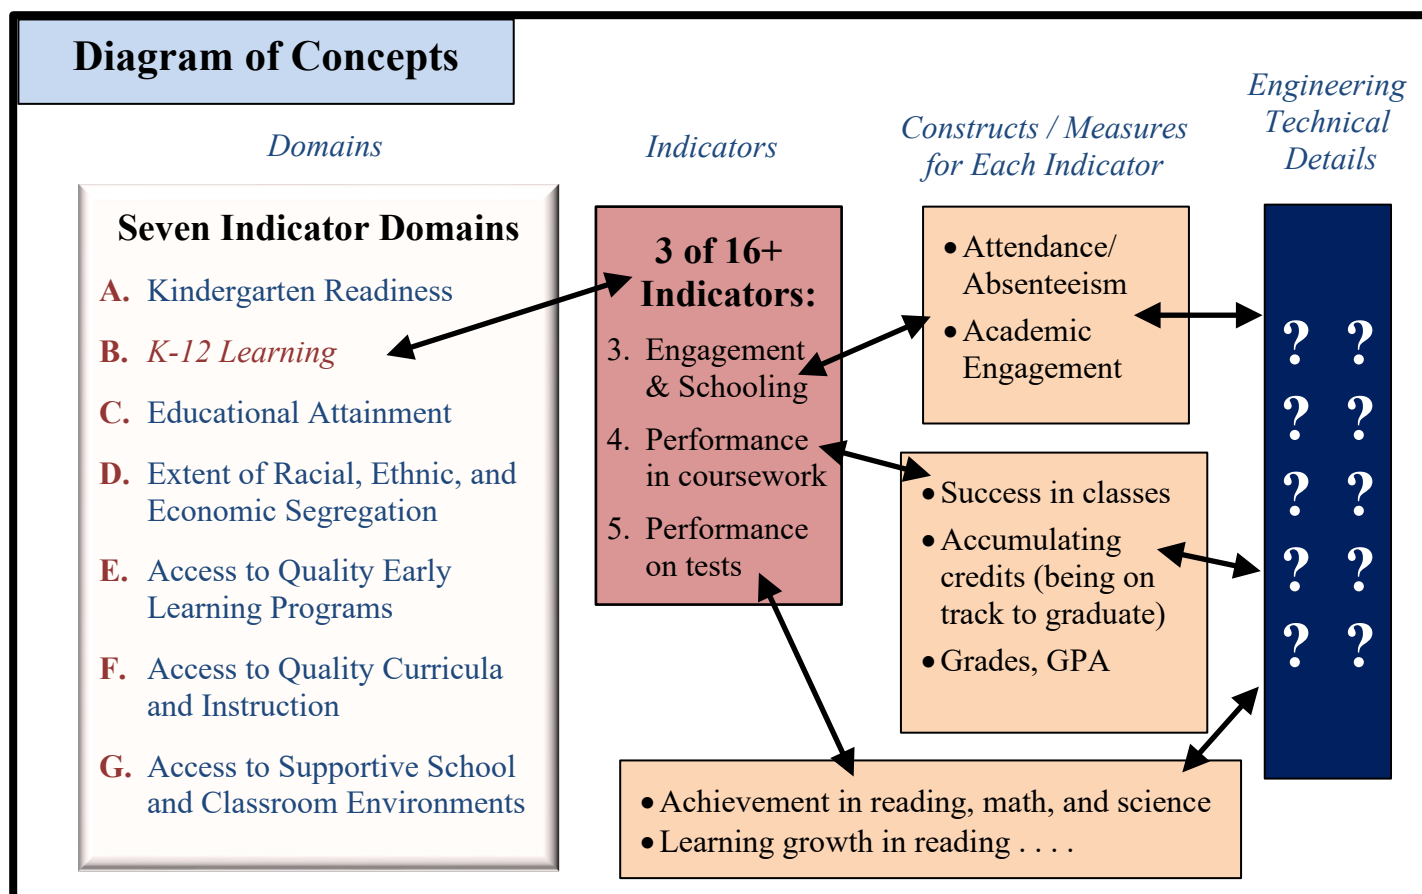 Diagram of Concepts
Domains
Indicators
Constructs / Measures
for Each Indicator
Engineering
Technical
Details
Seven Indicator Domains
A. Kindergarten Readiness
B. K-12 Learning
C. Educational Attainment
D. Extent of Racial, Ethnic, and
Economic Segregation
E. Access to Quality Early
Learning Programs
F. Access to Quality Curricula
and Instruction
G. Access to Supportive School
and Classroom Environments
3 of 16+
Indicators:
3. Engagement
& Schooling
4. Performance
in coursework
5. Performance
on tests
• Attendance/
Absenteeism
• Academic
Engagement
• Success in classes
• Accumulating
credits (being on
track to graduate)
• Grades, GPA
• Achievement in reading, math, and science
• Learning growth in reading . . . .
? ?
? ?
? ?
? ?
? ?